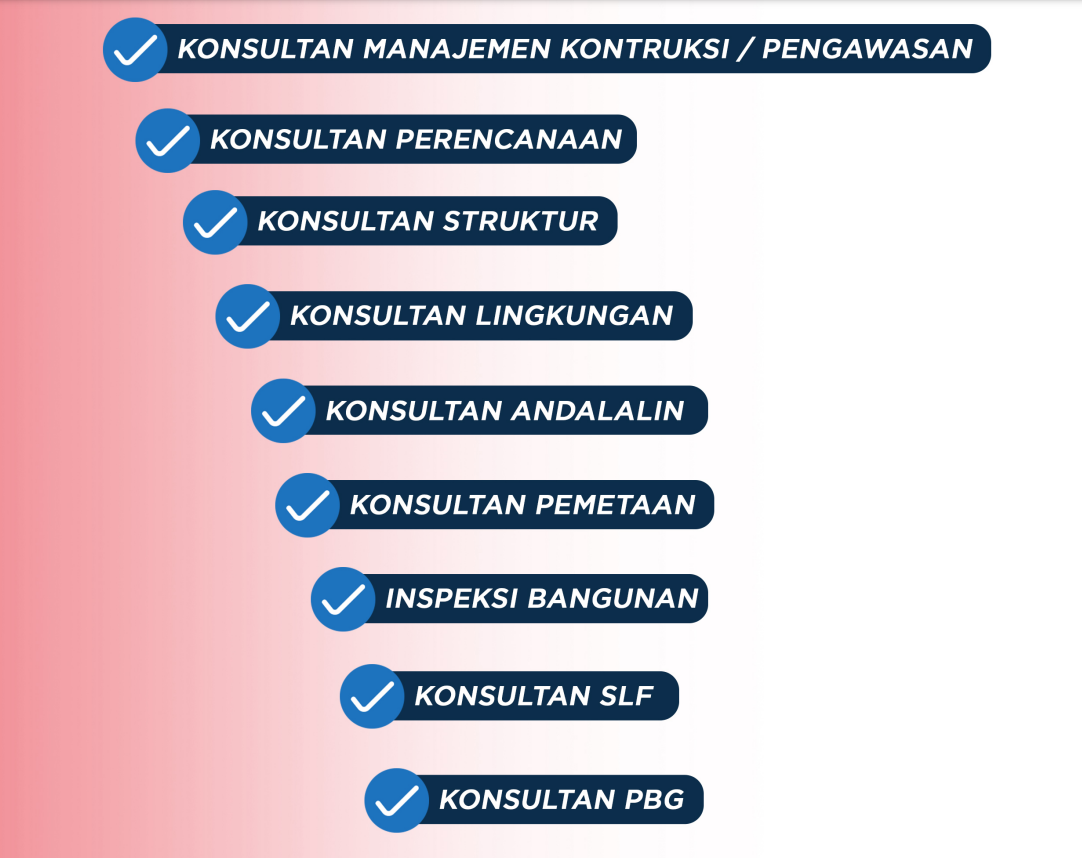 KONSULTAN MANAJEMEN KONTRUKSI / PENGAWASAN
KONSULTAN PERENCANAAN
KONSULTAN STRUKTUR
KONSULTAN LINGKUNGAN
KONSULTAN ANDALALIN
KONSULTAN PEMETAAN
INSPEKSI BANGUNAN
KONSULTAN SLF
KONSULTAN PBG